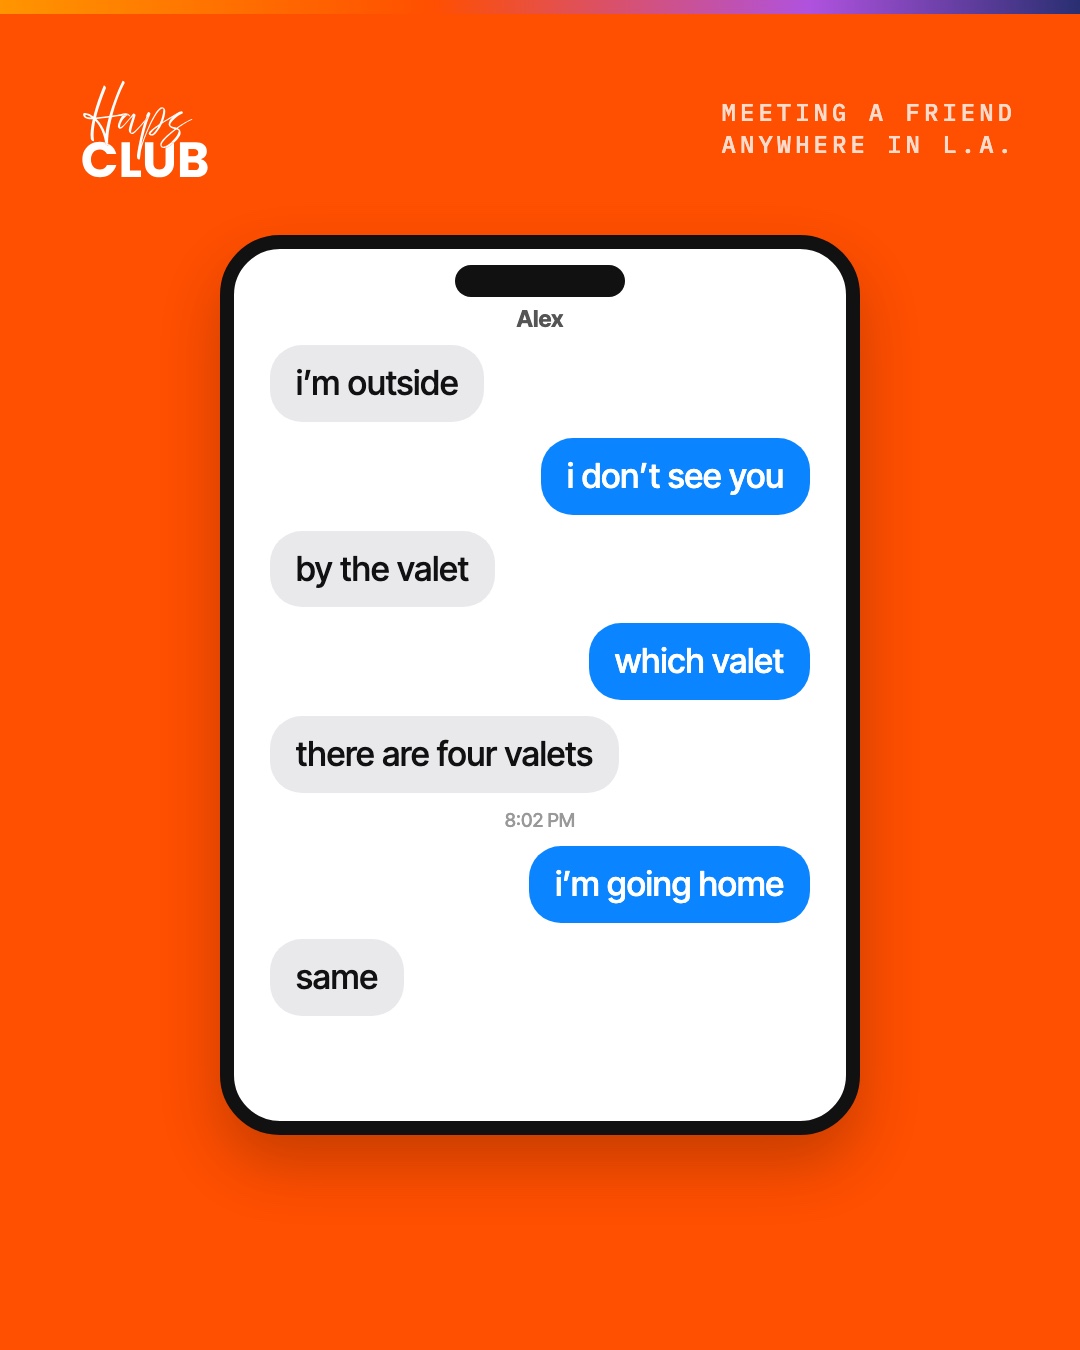 Haps
CLUB
MEETING A FRIEND
ANYWHERE IN L.A.
Alex
i’m outside
i don’t see you
by the valet
which valet
there are four valets
8:02 PM
i’m going home
same